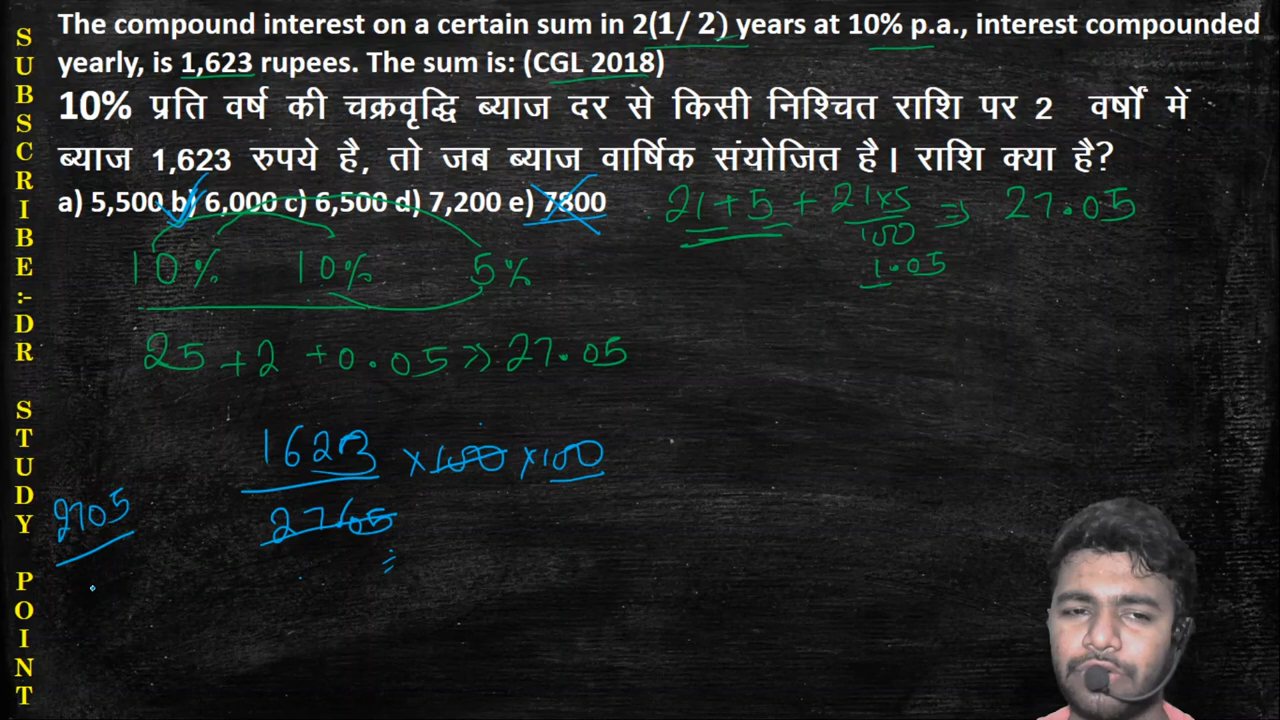 The compound interest on a certain sum in 2(1/ 2) years at 10% p.a., interest compounded
yearly, is 1,623 rupees. The sum is: (CGL 2018)
10% प्रति वर्ष की चक्रवृद्धि ब्याज दर से किसी निश्चित राशि पर 2 वर्षों में
ब्याज 1,623 रुपये है, तो जब ब्याज वार्षिक संयोजित है। राशि क्या है?
a) 5,500 b) 6,000 c) 6,500 d) 7,200 e) 7800
21 + 5 + 21×5/100 ⇒ 27.05
1.05
10% 10% 5%
25 + 2 + 0.05 » 27.05
1623 × 100 × 100
2705
2705
SUBSCRIBE:-DR STUDY POINT